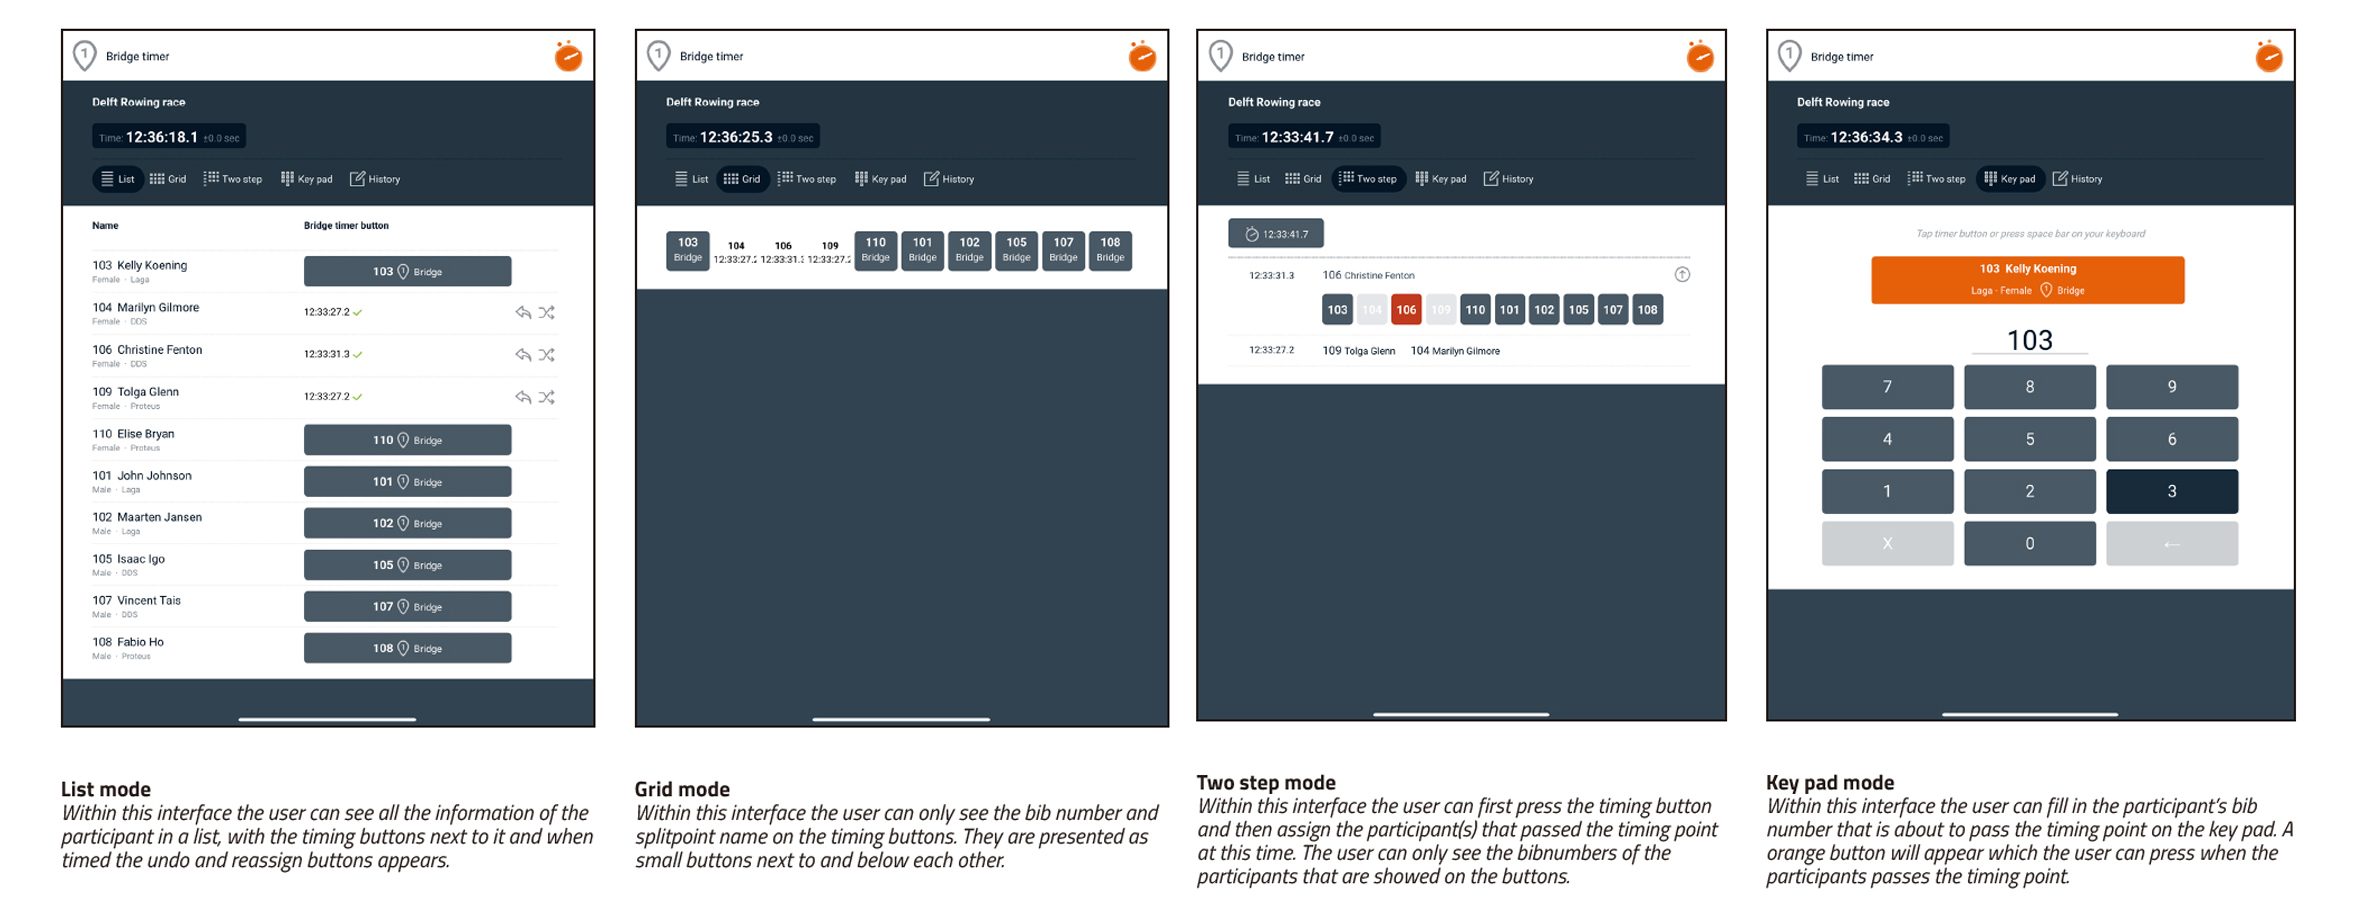 1 Bridge timer
Delft Rowing race
Time: 12:36:18.1 ±0.0 sec
List Grid Two step Key pad History
Name Bridge timer button
103 Kelly Koening
Female · Laga
103 1 Bridge
104 Marilyn Gilmore
Female · DDS
12:33:27.2
106 Christine Fenton
Female · DDS
12:33:31.3
109 Tolga Glenn
Female · Proteus
12:33:27.2
110 Elise Bryan
Female · Proteus
110 1 Bridge
101 John Johnson
Male · Laga
101 1 Bridge
102 Maarten Jansen
Male · Laga
102 1 Bridge
105 Isaac Igo
Male · DDS
105 1 Bridge
107 Vincent Tais
Male · DDS
107 1 Bridge
108 Fabio Ho
Male · Proteus
108 1 Bridge
List mode
Within this interface the user can see all the information of the
participant in a list, with the timing buttons next to it and when
timed the undo and reassign buttons appears.
1 Bridge timer
Delft Rowing race
Time: 12:36:25.3 ±0.0 sec
List Grid Two step Key pad History
103 104 106 109 110 101 102 105 107 108
Bridge 12:33:27.2 12:33:31.3 12:33:27.2 Bridge Bridge Bridge Bridge Bridge Bridge
Grid mode
Within this interface the user can only see the bib number and
splitpoint name on the timing buttons. They are presented as
small buttons next to and below each other.
1 Bridge timer
Delft Rowing race
Time: 12:33:41.7 ±0.0 sec
List Grid Two step Key pad History
12:33:41.7
12:33:31.3 106 Christine Fenton
103 104 106 109 110 101 102 105 107 108
12:33:27.2 109 Tolga Glenn 104 Marilyn Gilmore
Two step mode
Within this interface the user can first press the timing button
and then assign the participant(s) that passed the timing point
at this time. The user can only see the bibnumbers of the
participants that are showed on the buttons.
1 Bridge timer
Delft Rowing race
Time: 12:36:34.3 ±0.0 sec
List Grid Two step Key pad History
Tap timer button or press space bar on your keyboard
103 Kelly Koening
Laga · Female 1 Bridge
103
7 8 9
4 5 6
1 2 3
X 0 ←
Key pad mode
Within this interface the user can fill in the participant's bib
number that is about to pass the timing point on the key pad. A
orange button will appear which the user can press when the
participants passes the timing point.